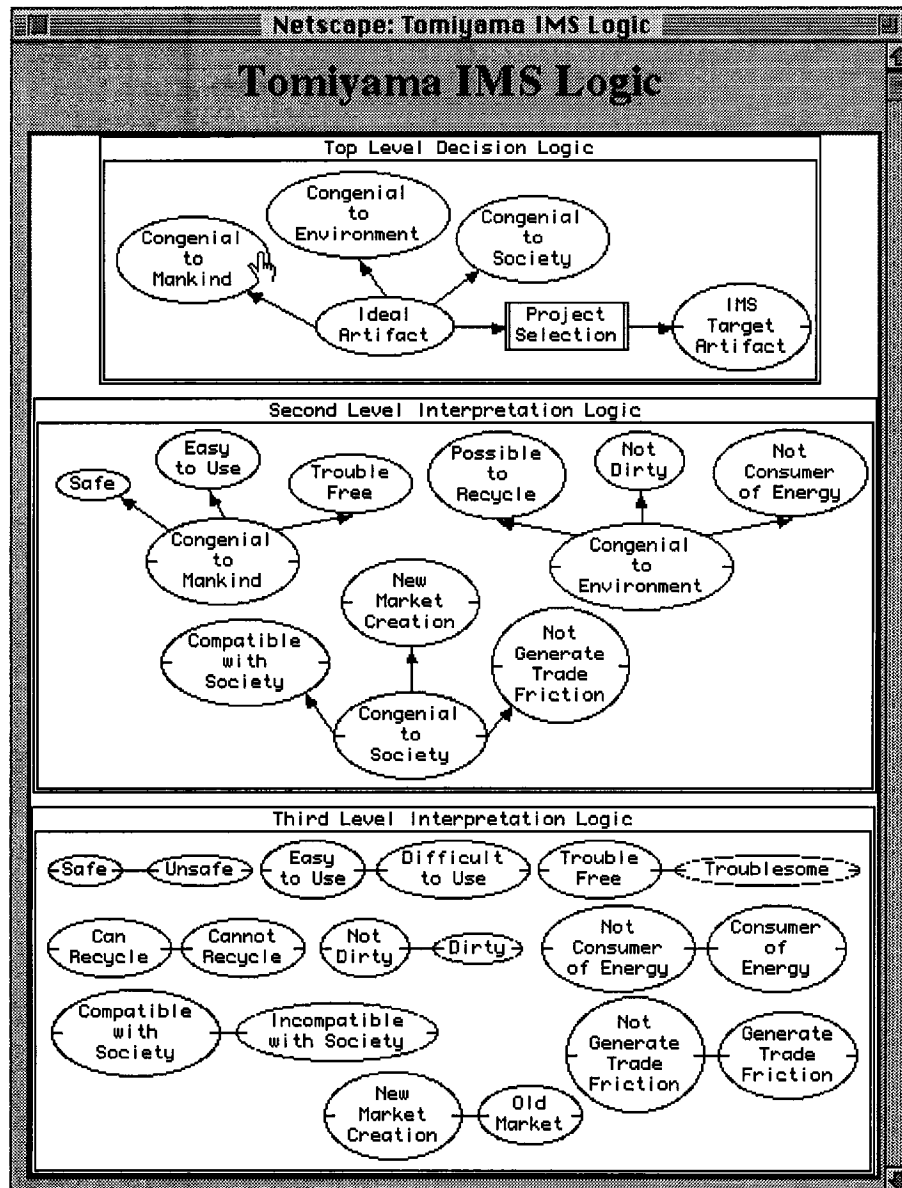 Netscape: Tomiyama IMS Logic
Tomiyama IMS Logic
Top Level Decision Logic
Congenial
to
Mankind
Congenial
to
Environment
Congenial
to
Society
Ideal
Artifact
Project
Selection
IMS
Target
Artifact
Second Level Interpretation Logic
Safe
Easy
to Use
Trouble
Free
Possible
to
Recycle
Not
Dirty
Not
Consumer
of Energy
Congenial
to
Mankind
Congenial
to
Environment
New
Market
Creation
Compatible
with
Society
Not
Generate
Trade
Friction
Congenial
to
Society
Third Level Interpretation Logic
Safe
Unsafe
Easy
to Use
Difficult
to Use
Trouble
Free
Troublesome
Can
Recycle
Cannot
Recycle
Not
Dirty
Dirty
Not
Consumer
of Energy
Consumer
of
Energy
Compatible
with
Society
Incompatible
with Society
Not
Generate
Trade
Friction
Generate
Trade
Friction
New
Market
Creation
Old
Market